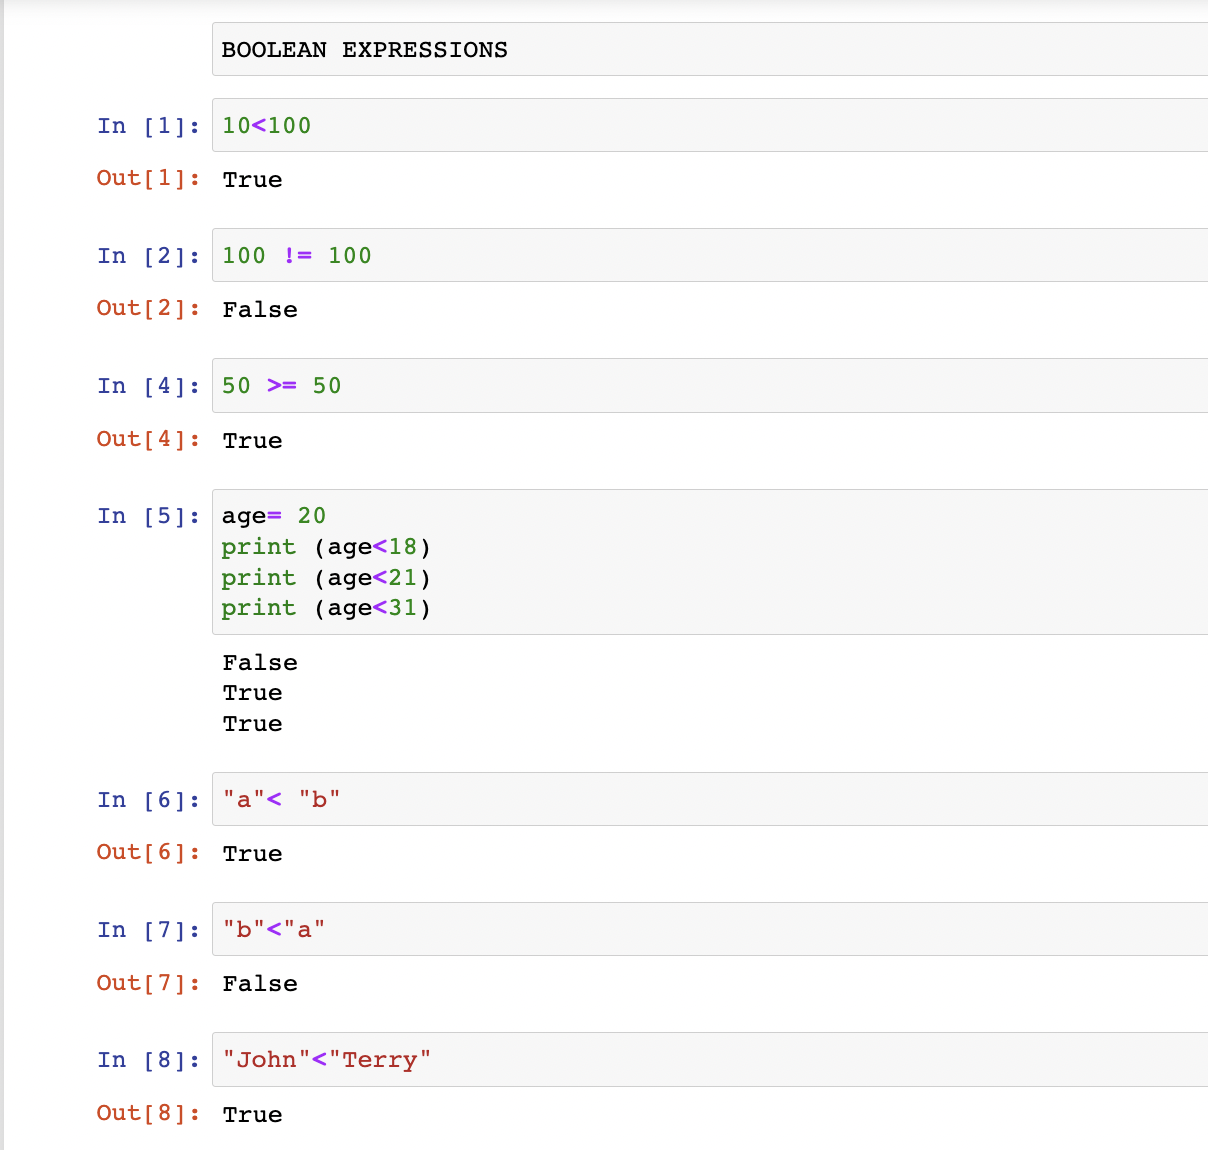 BOOLEAN EXPRESSIONS
In [1]: 10<100
Out[1]: True
In [2]: 100 != 100
Out[2]: False
In [4]: 50 >= 50
Out[4]: True
In [5]: age= 20
print (age<18)
print (age<21)
print (age<31)
False
True
True
In [6]: "a"< "b"
Out[6]: True
In [7]: "b"<"a"
Out[7]: False
In [8]: "John"<"Terry"
Out[8]: True